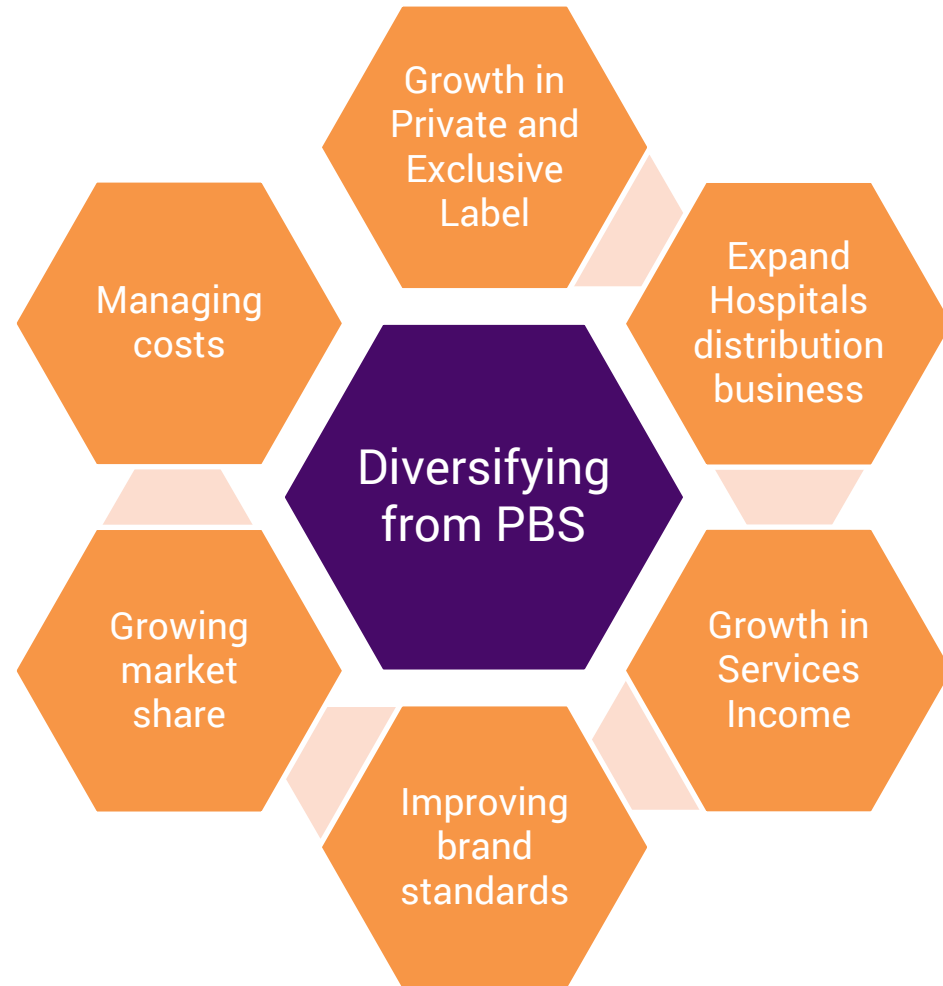 Growth in
Private and
Exclusive
Label
Expand
Hospitals
distribution
business
Growth in
Services
Income
Improving
brand
standards
Growing
market
share
Managing
costs
Diversifying
from PBS